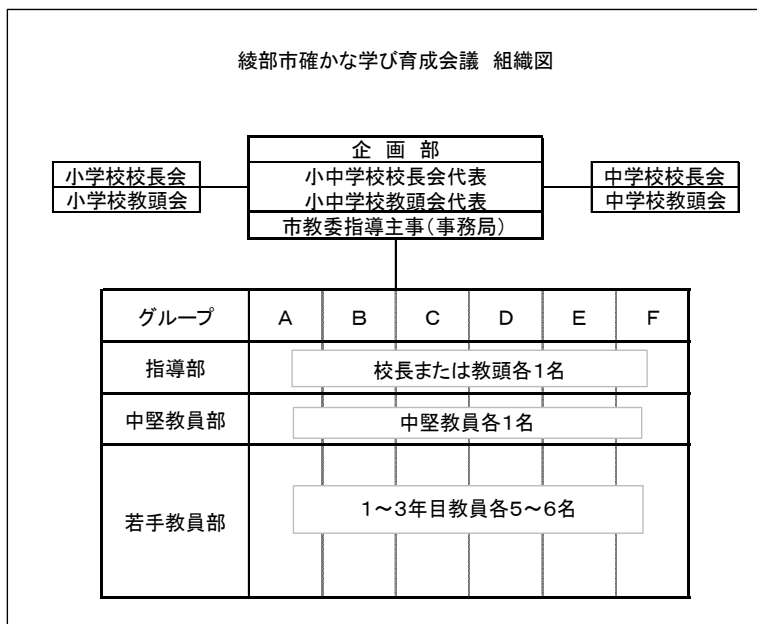 綾部市確かな学び育成会議 組織図
企 画 部
小学校校長会
小学校教頭会
小中学校校長会代表
小中学校教頭会代表
市教委指導主事(事務局)
中学校校長会
中学校教頭会
グループ A B C D E F
指導部 校長または教頭各1名
中堅教員部 中堅教員各1名
若手教員部 1~3年目教員各5~6名